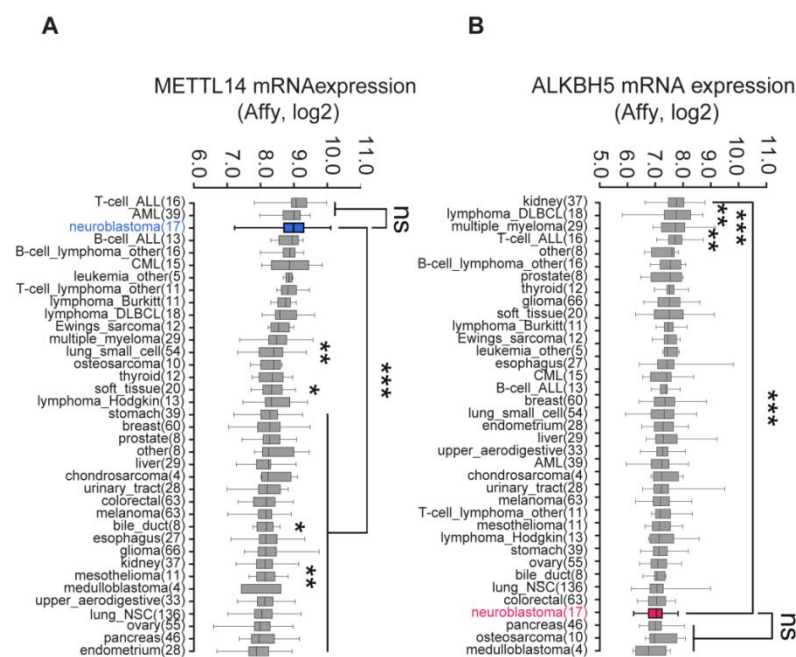 A
METTL14 mRNAexpression
(Affy, log2)
6.0
7.0
8.0
9.0
10.0
11.0
T-cell_ALL(16)
AML(39)
neuroblastoma(17)
B-cell_ALL(13)
B-cell_lymphoma_other(16)
CML(15)
leukemia_other(5)
T-cell_lymphoma_other(11)
lymphoma_Burkitt(11)
lymphoma_DLBCL(18)
Ewings_sarcoma(12)
multiple_myeloma(29)
lung_small_cell(54)
osteosarcoma(10)
thyroid(12)
soft_tissue(20)
lymphoma_Hodgkin(13)
stomach(39)
breast(60)
prostate(8)
other(8)
liver(29)
chondrosarcoma(4)
urinary_tract(28)
colorectal(63)
melanoma(63)
bile_duct(8)
esophagus(27)
glioma(66)
kidney(37)
mesothelioma(11)
medulloblastoma(4)
upper_aerodigestive(33)
lung_NSC(136)
ovary(55)
pancreas(46)
endometrium(28)
ns
**
*
***
*
**
B
ALKBH5 mRNA expression
(Affy, log2)
5.0
6.0
7.0
8.0
9.0
10.0
11.0
kidney(37)
lymphoma_DLBCL(18)
multiple_myeloma(29)
T-cell_ALL(16)
other(8)
B-cell_lymphoma_other(16)
prostate(8)
thyroid(12)
glioma(66)
soft_tissue(20)
lymphoma_Burkitt(11)
Ewings_sarcoma(12)
leukemia_other(5)
esophagus(27)
CML(15)
B-cell_ALL(13)
breast(60)
lung_small_cell(54)
endometrium(28)
liver(29)
upper_aerodigestive(33)
AML(39)
chondrosarcoma(4)
urinary_tract(28)
melanoma(63)
T-cell_lymphoma_other(11)
mesothelioma(11)
lymphoma_Hodgkin(13)
stomach(39)
ovary(55)
bile_duct(8)
lung_NSC(136)
colorectal(63)
neuroblastoma(17)
pancreas(46)
osteosarcoma(10)
medulloblastoma(4)
**
***
**
***
ns